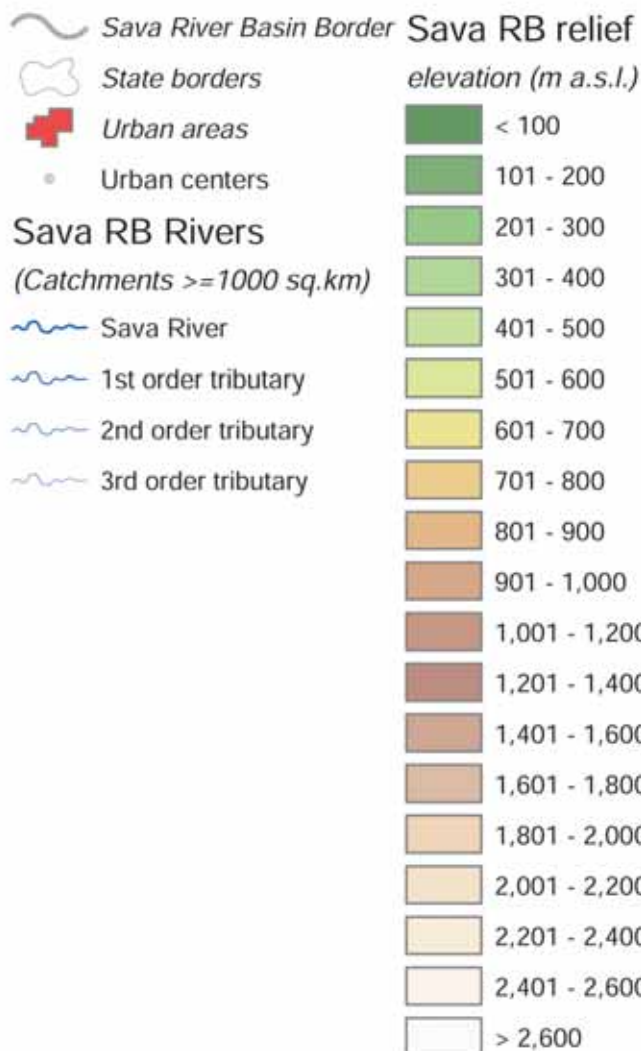 Sava River Basin Border
State borders
Urban areas
Urban centers
Sava RB Rivers
(Catchments >=1000 sq.km)
Sava River
1st order tributary
2nd order tributary
3rd order tributary
Sava RB relief
elevation (m a.s.l.)
< 100
101 - 200
201 - 300
301 - 400
401 - 500
501 - 600
601 - 700
701 - 800
801 - 900
901 - 1,000
1,001 - 1,200
1,201 - 1,400
1,401 - 1,600
1,601 - 1,800
1,801 - 2,000
2,001 - 2,200
2,201 - 2,400
2,401 - 2,600
> 2,600